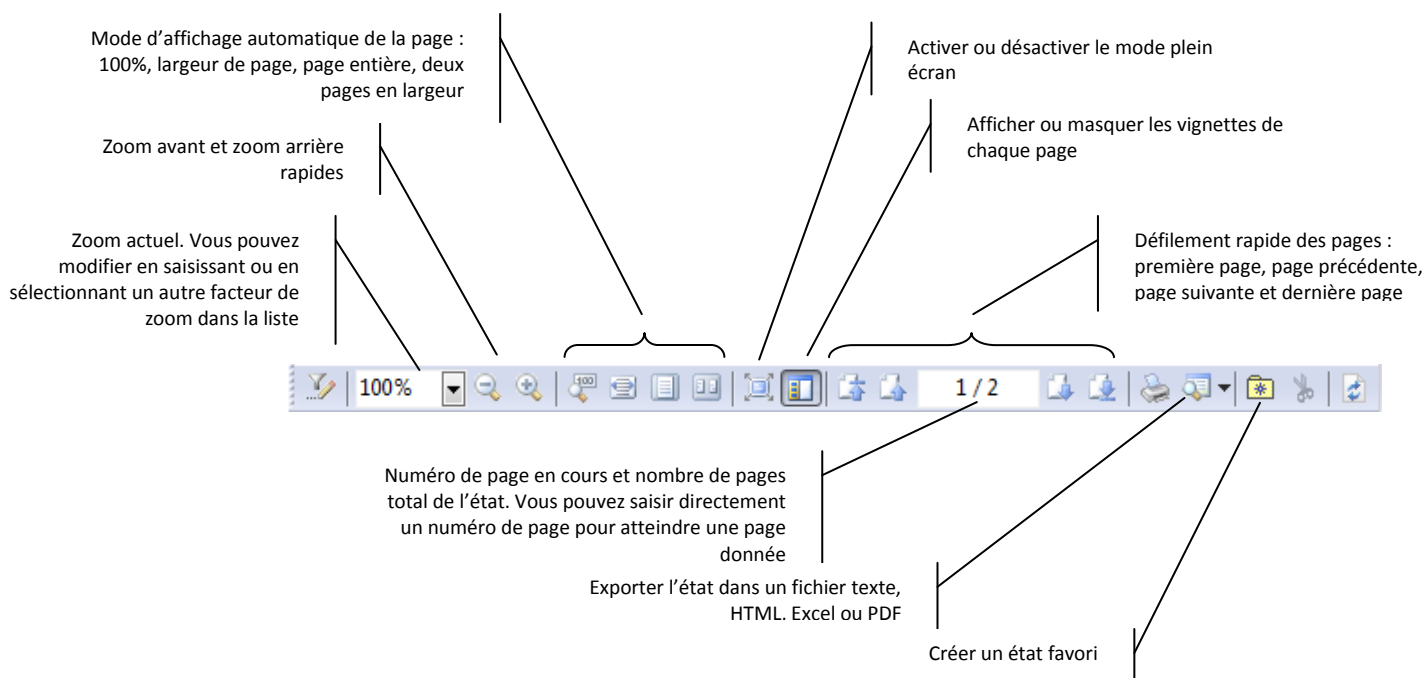 Mode d’affichage automatique de la page :
100%, largeur de page, page entière, deux
pages en largeur
Activer ou désactiver le mode plein
écran
Zoom avant et zoom arrière
rapides
Afficher ou masquer les vignettes de
chaque page
Zoom actuel. Vous pouvez
modifier en saisissant ou en
sélectionnant un autre facteur de
zoom dans la liste
Défilement rapide des pages :
première page, page précédente,
page suivante et dernière page
100%
100
1 / 2
Numéro de page en cours et nombre de pages
total de l’état. Vous pouvez saisir directement
un numéro de page pour atteindre une page
donnée
Exporter l’état dans un fichier texte,
HTML. Excel ou PDF
Créer un état favori